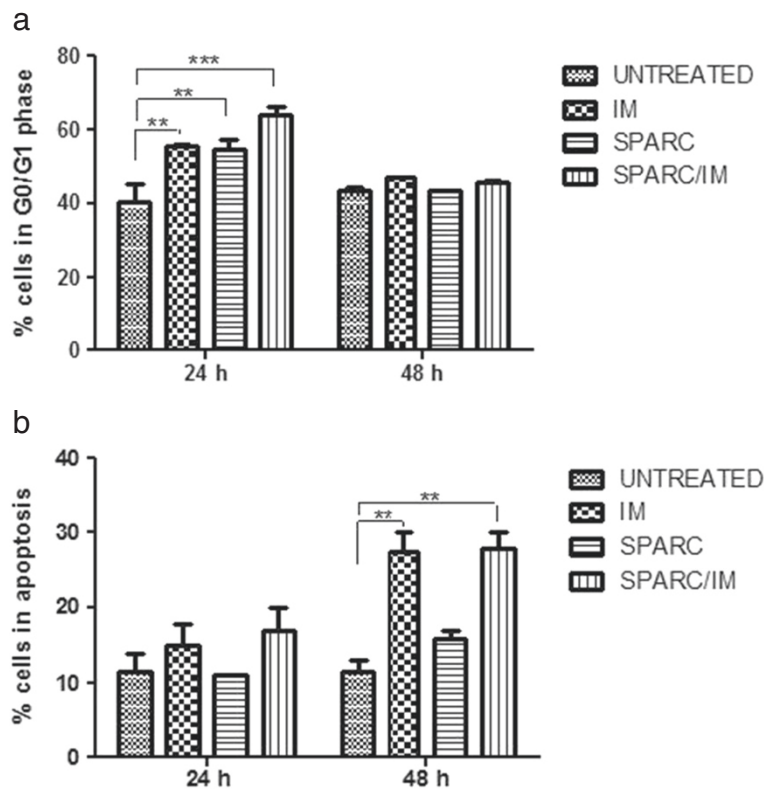 a
% cells in G0/G1 phase
80
60
40
20
0
***
**
**
24 h
48 h
UNTREATED
IM
SPARC
SPARC/IM
b
% cells in apoptosis
40
30
20
10
0
**
**
24 h
48 h
UNTREATED
IM
SPARC
SPARC/IM